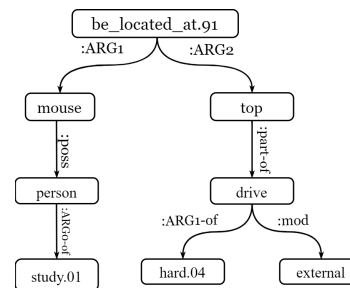 be_located_at.91
:ARG1 :ARG2
mouse top
:poss :part-of
person drive
:ARG0-of :ARG1-of :mod
study.01 hard.04 external